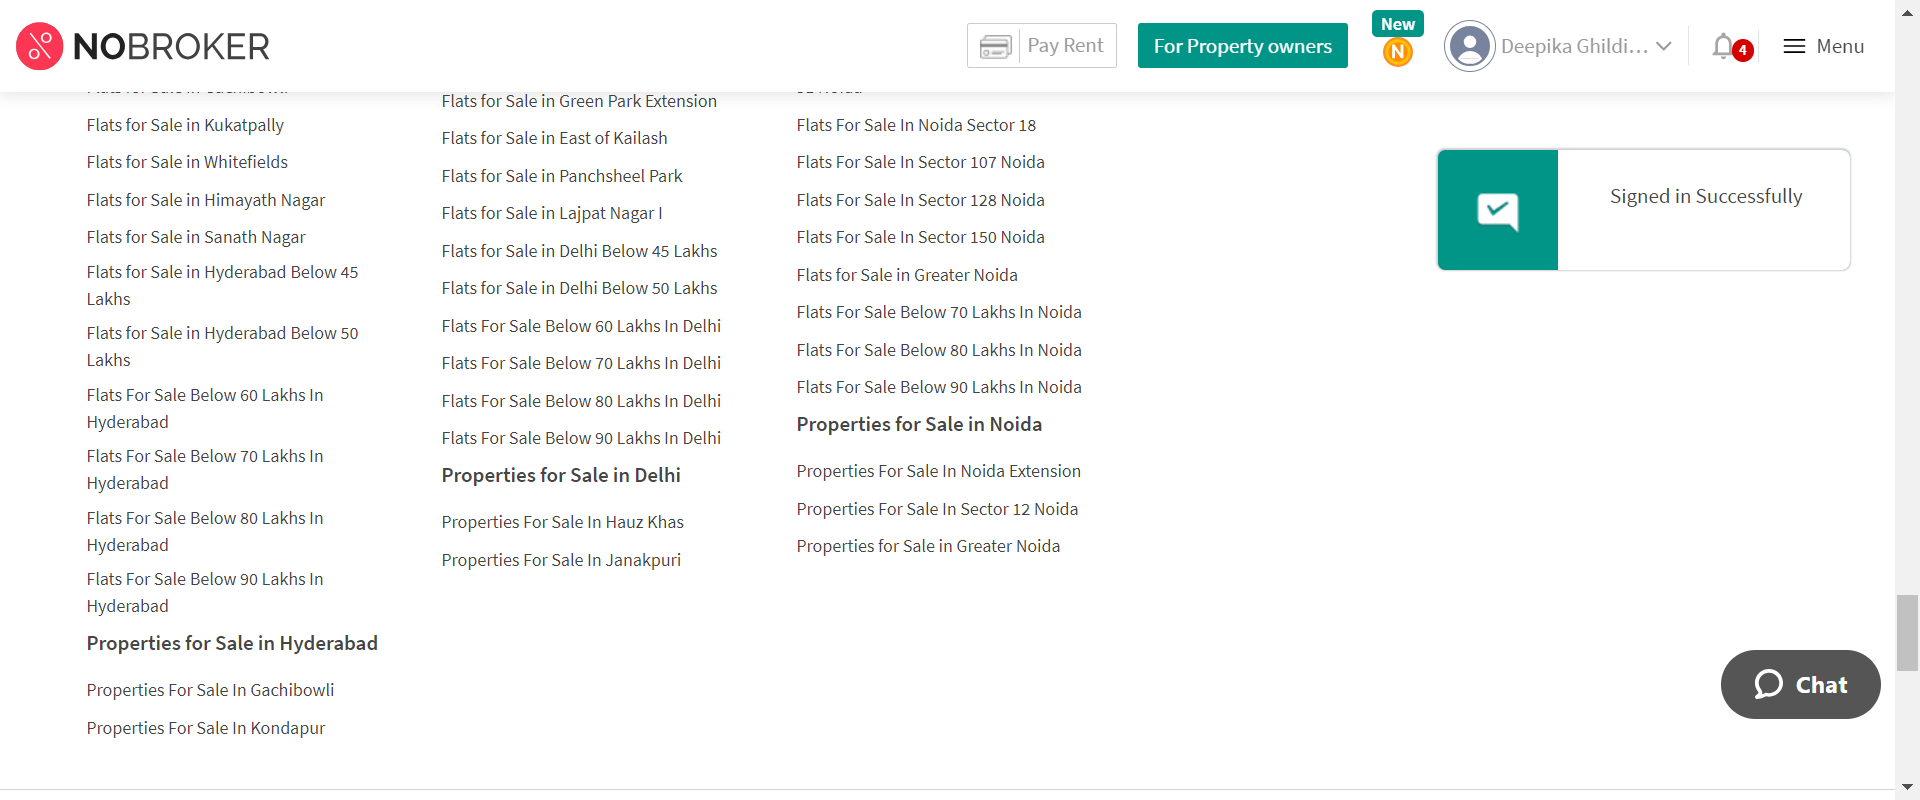 NOBROKER
Pay Rent
For Property owners
New
N
Deepika Ghildi...
4
Menu
Flats for Sale in Kukatpally
Flats for Sale in Whitefields
Flats for Sale in Himayath Nagar
Flats for Sale in Sanath Nagar
Flats for Sale in Hyderabad Below 45
Lakhs
Flats for Sale in Hyderabad Below 50
Lakhs
Flats For Sale Below 60 Lakhs In
Hyderabad
Flats For Sale Below 70 Lakhs In
Hyderabad
Flats For Sale Below 80 Lakhs In
Hyderabad
Flats For Sale Below 90 Lakhs In
Hyderabad
Properties for Sale in Hyderabad
Properties For Sale In Gachibowli
Properties For Sale In Kondapur
Flats for Sale in Green Park Extension
Flats for Sale in East of Kailash
Flats for Sale in Panchsheel Park
Flats for Sale in Lajpat Nagar I
Flats for Sale in Delhi Below 45 Lakhs
Flats for Sale in Delhi Below 50 Lakhs
Flats For Sale Below 60 Lakhs In Delhi
Flats For Sale Below 70 Lakhs In Delhi
Flats For Sale Below 80 Lakhs In Delhi
Flats For Sale Below 90 Lakhs In Delhi
Properties for Sale in Delhi
Properties For Sale In Hauz Khas
Properties For Sale In Janakpuri
Flats For Sale In Noida Sector 18
Flats For Sale In Sector 107 Noida
Flats For Sale In Sector 128 Noida
Flats For Sale In Sector 150 Noida
Flats for Sale in Greater Noida
Flats For Sale Below 70 Lakhs In Noida
Flats For Sale Below 80 Lakhs In Noida
Flats For Sale Below 90 Lakhs In Noida
Properties for Sale in Noida
Properties For Sale In Noida Extension
Properties For Sale In Sector 12 Noida
Properties for Sale in Greater Noida
Signed in Successfully
Chat